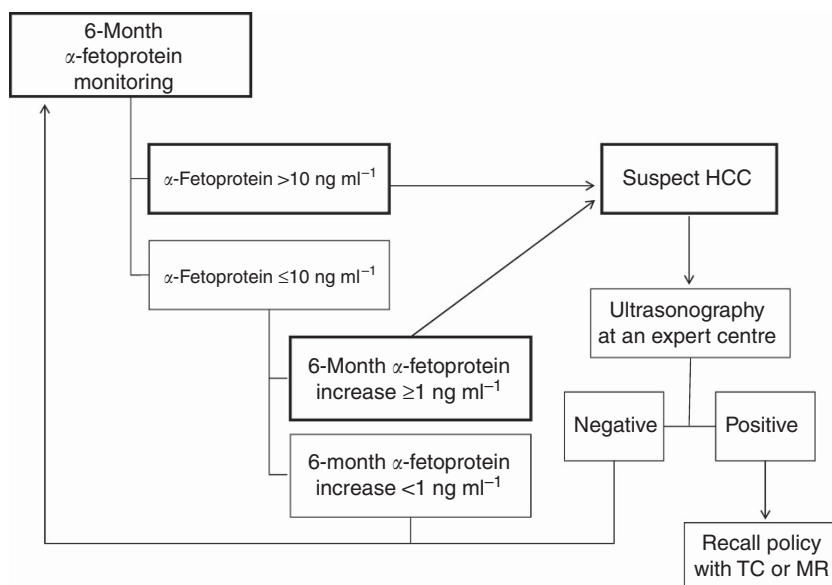 6-Month
α-fetoprotein
monitoring
α-Fetoprotein >10 ng ml⁻¹
Suspect HCC
α-Fetoprotein ≤10 ng ml⁻¹
Ultrasonography
at an expert centre
6-Month α-fetoprotein
increase ≥1 ng ml⁻¹
Negative
Positive
6-month α-fetoprotein
increase <1 ng ml⁻¹
Recall policy
with TC or MR